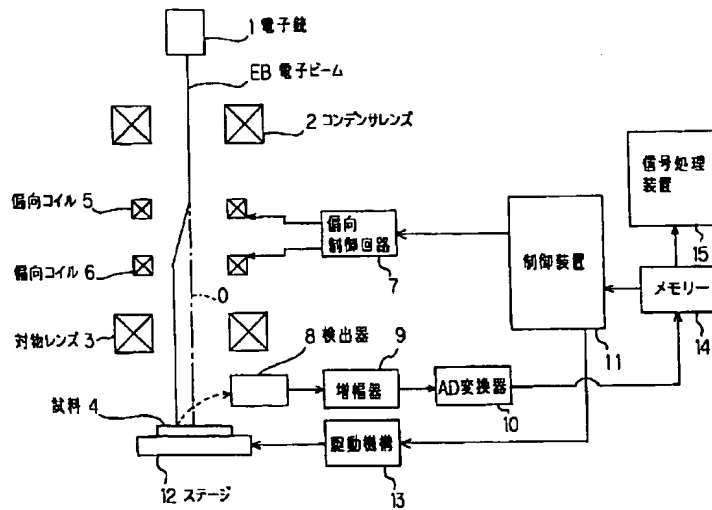 1 電子銃
EB 電子ビーム
2 コンデンサレンズ
信号処理
装置
15
偏向コイル 5
偏向
制御回路
7
制御装置
11
偏向コイル 6
メモリー
14
O
対物レンズ 3
8 検出器
9
増幅器
AD変換器
10
試料 4
駆動機構
13
12 ステージ